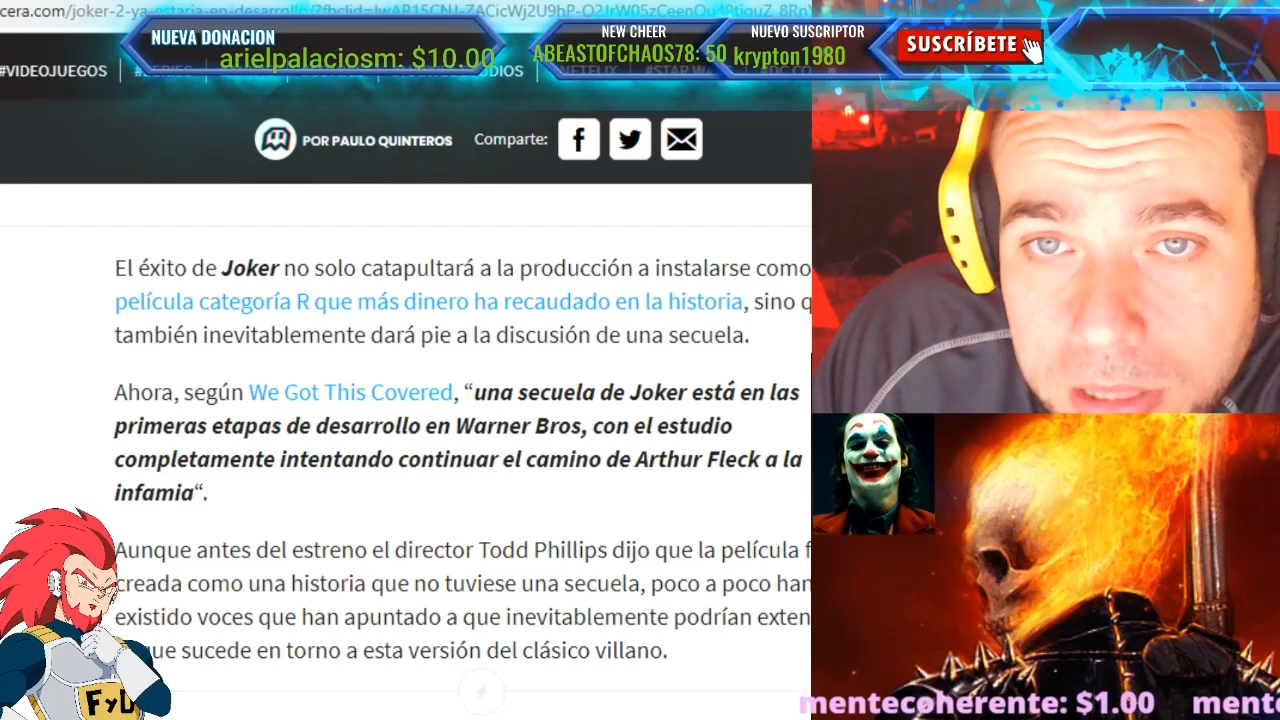 cera.com/joker-2-ya-estaria-en-desarrollo/?fbclid=
NUEVA DONACION
arielpalaciosm: $10.00
NEW CHEER
ABEASTOFCHAOS78: 50
NUEVO SUSCRIPTOR
krypton1980
SUSCRÍBETE
#VIDEOJUEGOS
POR PAULO QUINTEROS
Comparte:
El éxito de Joker no solo catapultará a la producción a instalarse como
película categoría R que más dinero ha recaudado en la historia, sino q
también inevitablemente dará pie a la discusión de una secuela.
Ahora, según We Got This Covered, “una secuela de Joker está en las
primeras etapas de desarrollo en Warner Bros, con el estudio
completamente intentando continuar el camino de Arthur Fleck a la
infamia“.
Aunque antes del estreno el director Todd Phillips dijo que la película f
creada como una historia que no tuviese una secuela, poco a poco han
existido voces que han apuntado a que inevitablemente podrían exten
que sucede en torno a esta versión del clásico villano.
FyD
mentecoherente: $1.00 mente